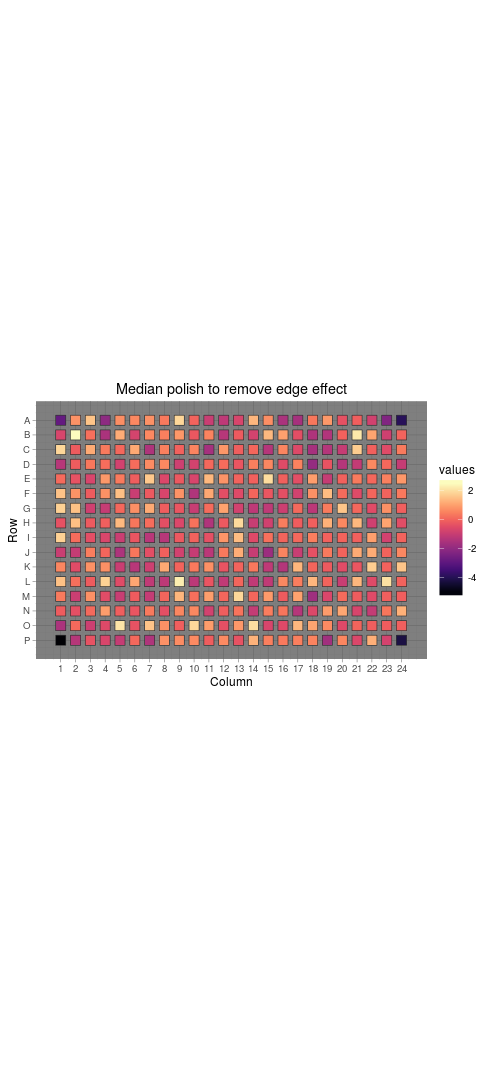 Median polish to remove edge effect
values
2
0
-2
-4
A
B
C
D
E
F
G
H
I
J
K
L
M
N
O
P
Row
1 2 3 4 5 6 7 8 9 10 11 12 13 14 15 16 17 18 19 20 21 22 23 24
Column